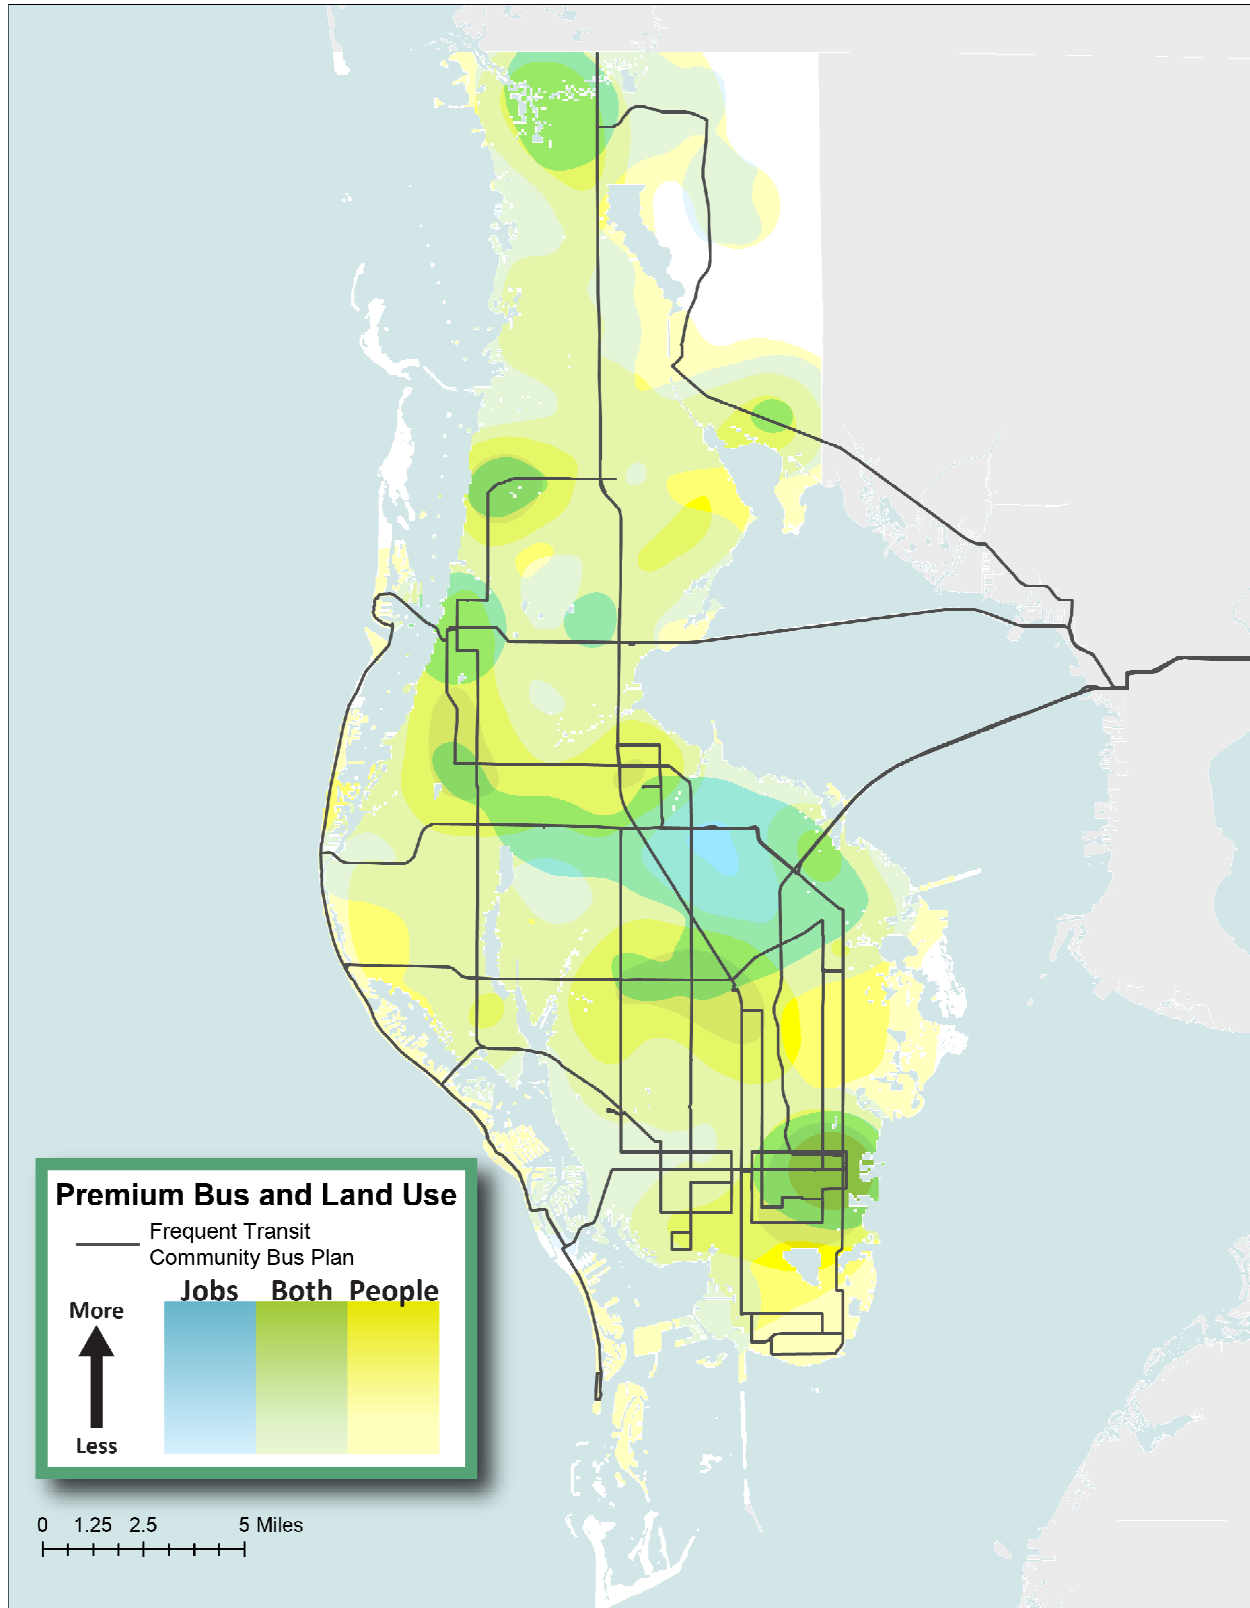 Premium Bus and Land Use
Frequent Transit
Community Bus Plan
Jobs Both People
More
Less
0 1.25 2.5 5 Miles